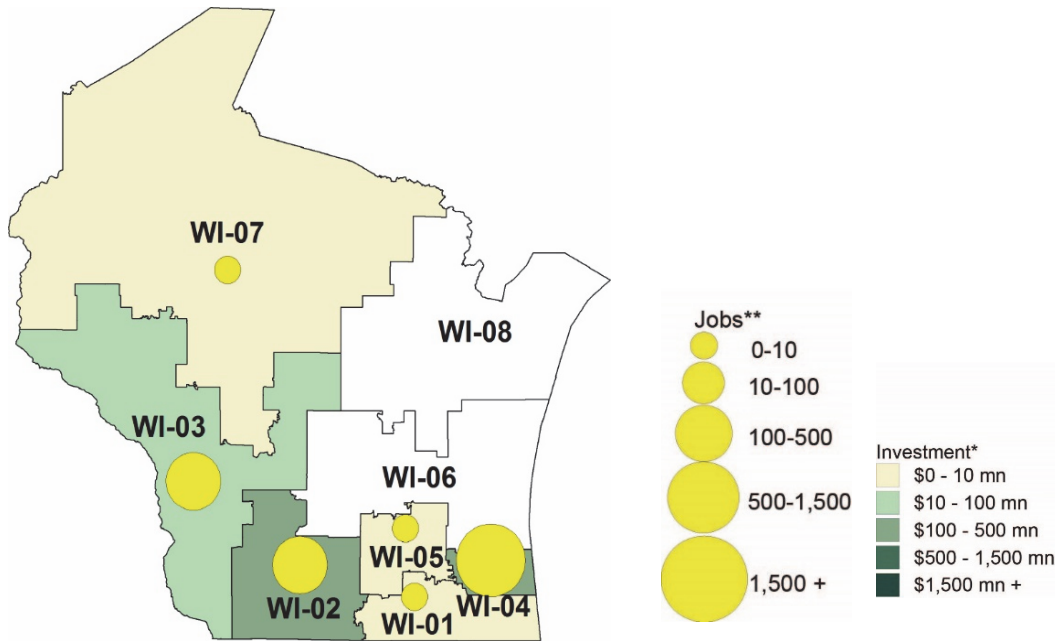 WI-07
WI-08
WI-03
WI-06
WI-05
WI-02
WI-01
WI-04
Jobs**
0-10
10-100
100-500
500-1,500
1,500 +
Investment*
$0 - 10 mn
$10 - 100 mn
$100 - 500 mn
$500 - 1,500 mn
$1,500 mn +